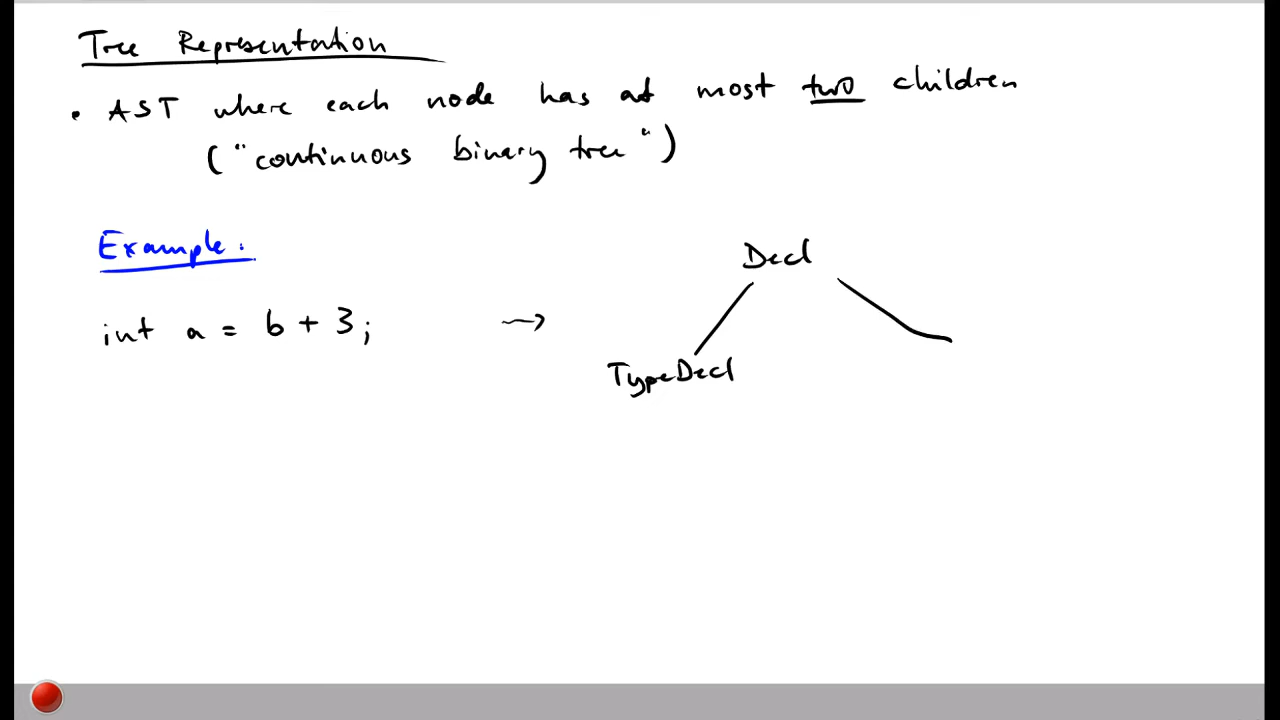 Tree Representation
• AST where each node has at most two children
("continuous binary tree")
Example:
int a = b + 3; →
Decl
TypeDecl